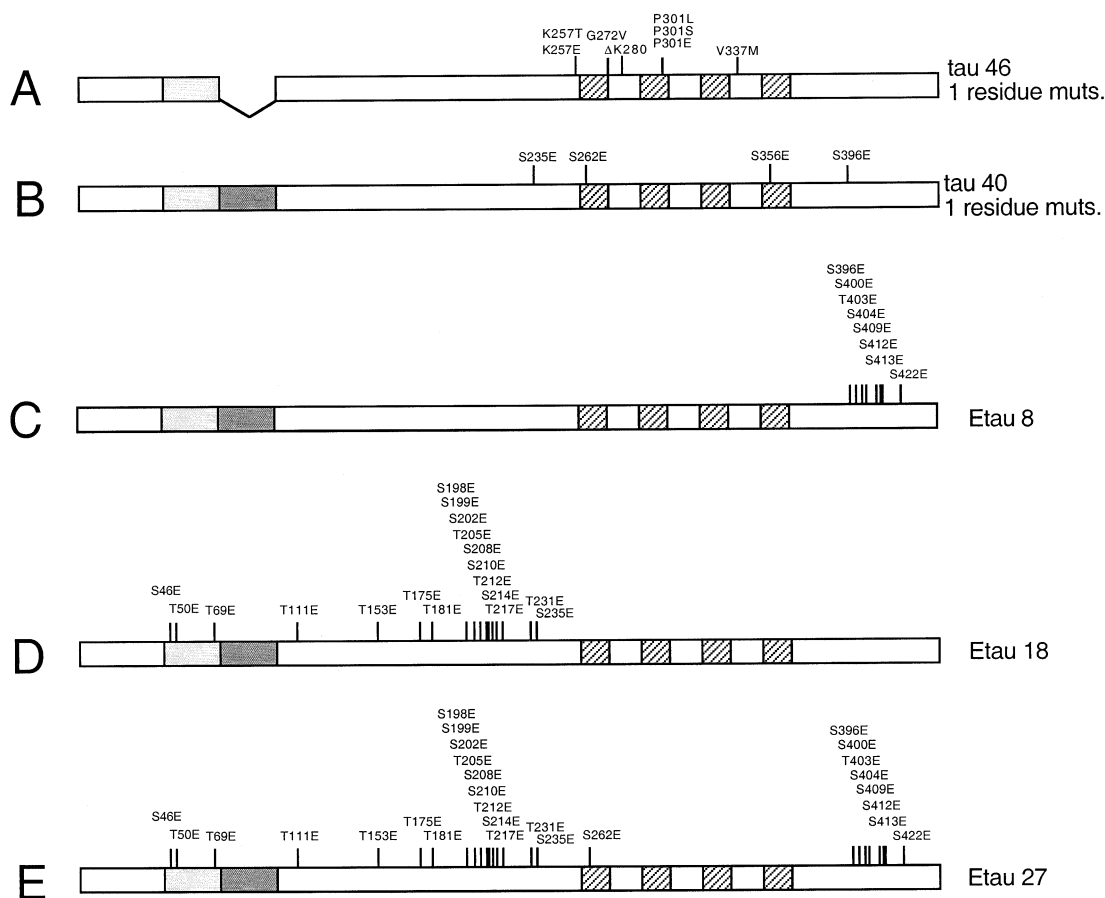 P301L
P301S
P301E
K257T G272V
K257E ΔK280 V337M
A
tau 46
1 residue muts.
S235E S262E S356E S396E
B
tau 40
1 residue muts.
S396E
S400E
T403E
S404E
S409E
S412E
S413E
S422E
C
Etau 8
S198E
S199E
S202E
T205E
S208E
S210E
T212E
S46E T175E S214E T231E
T50E T69E T111E T153E T181E T217E S235E
D
Etau 18
S198E
S199E
S202E
T205E
S208E
S210E
T212E
S46E T175E S214E T231E
T50E T69E T111E T153E T181E T217E S235E S262E
S396E
S400E
T403E
S404E
S409E
S412E
S413E
S422E
E
Etau 27